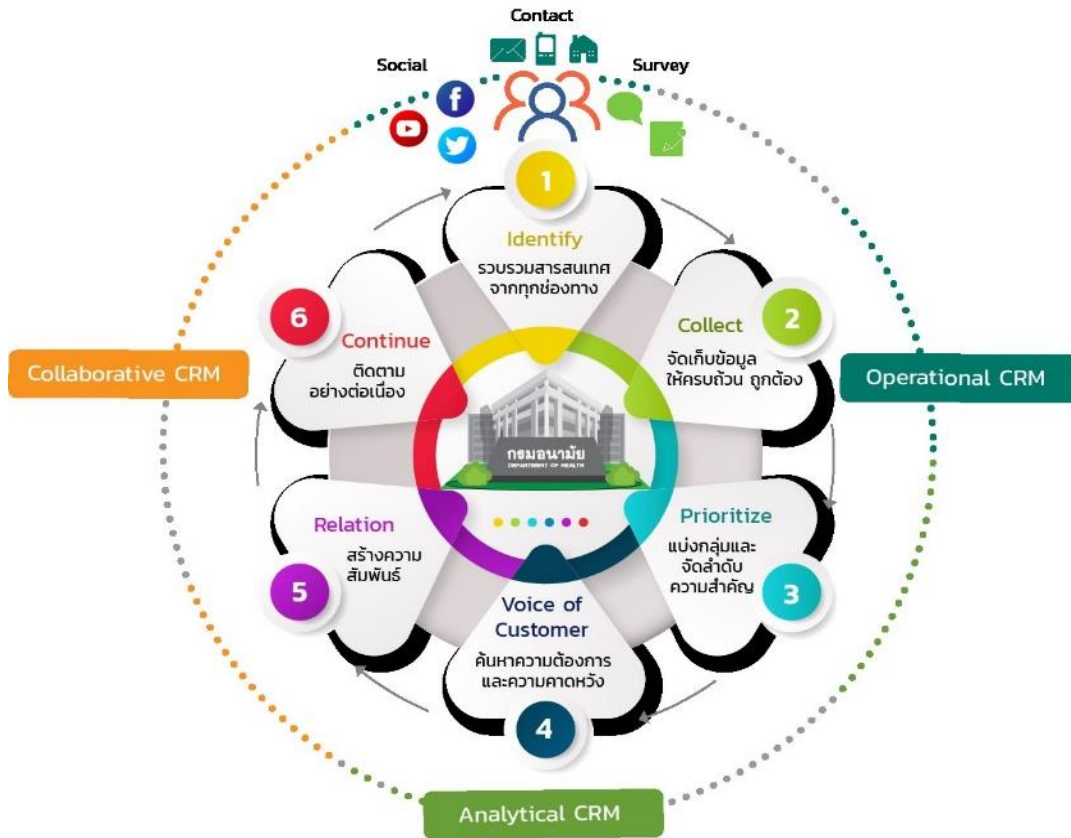 Contact
Social
Survey
1
Identify
รวบรวมสารสนเทศ
จากทุกช่องทาง
2
Collect
จัดเก็บข้อมูล
ให้ครบถ้วน ถูกต้อง
Operational CRM
3
Prioritize
แบ่งกลุ่มและ
จัดลำดับ
ความสำคัญ
4
Voice of
Customer
ค้นหาความต้องการ
และความคาดหวัง
Analytical CRM
5
Relation
สร้างความ
สัมพันธ์
6
Continue
ติดตาม
อย่างต่อเนื่อง
Collaborative CRM
กรมอนามัย
DEPARTMENT OF HEALTH